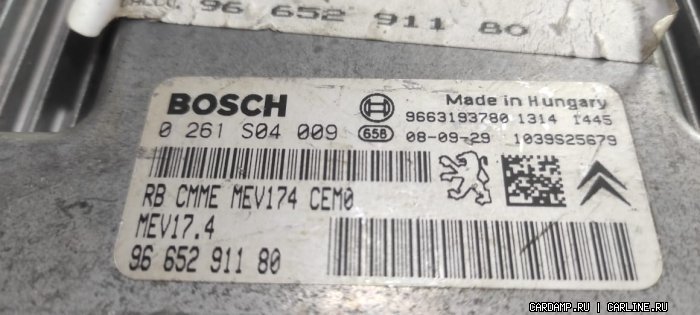 96 652 911 80
BOSCH
Made in Hungary
9663193780 1314 1445
0 261 S04 009
658
08-09-29 1039S25679
RB CMME MEV174 CEM0
MEV17.4
96 652 911 80
CARDAMP.RU | CARLINE.RU